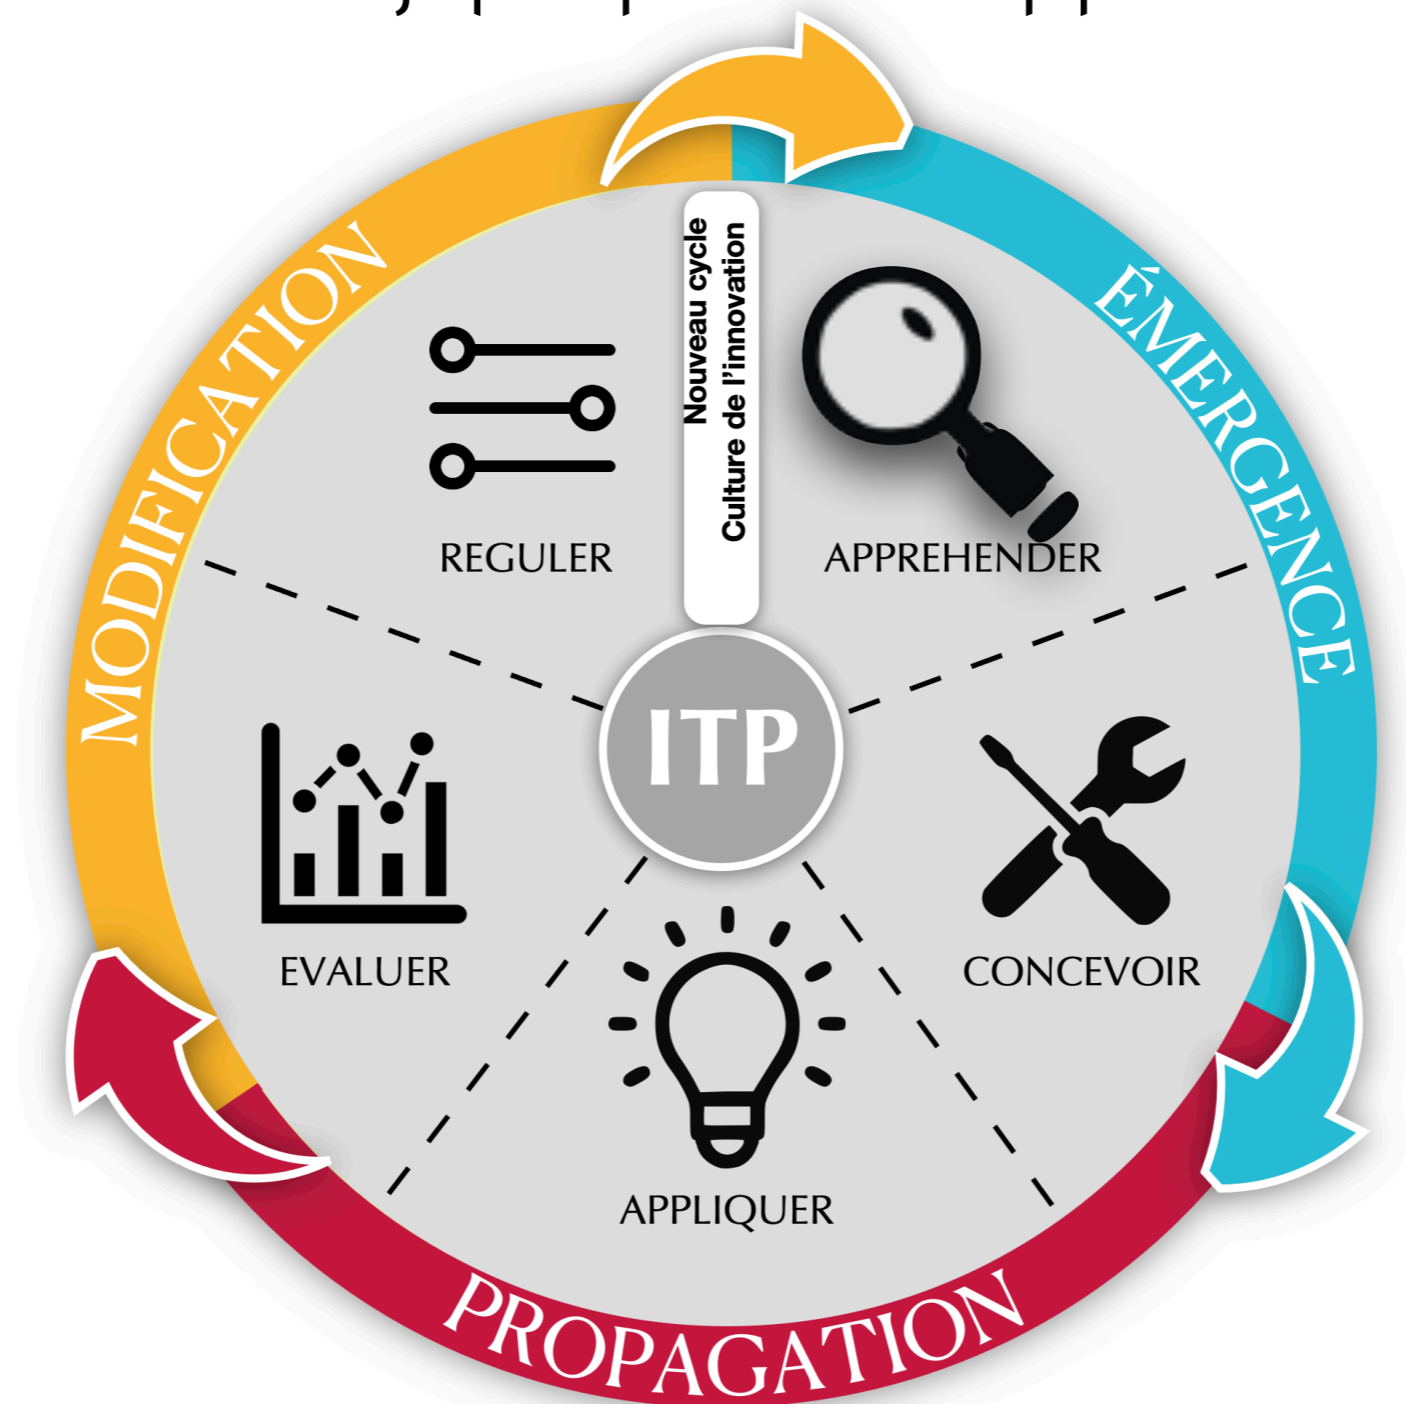 Nouveau cycle
Culture de l'innovation
MODIFICATION
ÉMERGENCE
REGULER
APPREHENDER
ITP
EVALUER
CONCEVOIR
APPLIQUER
PROPAGATION